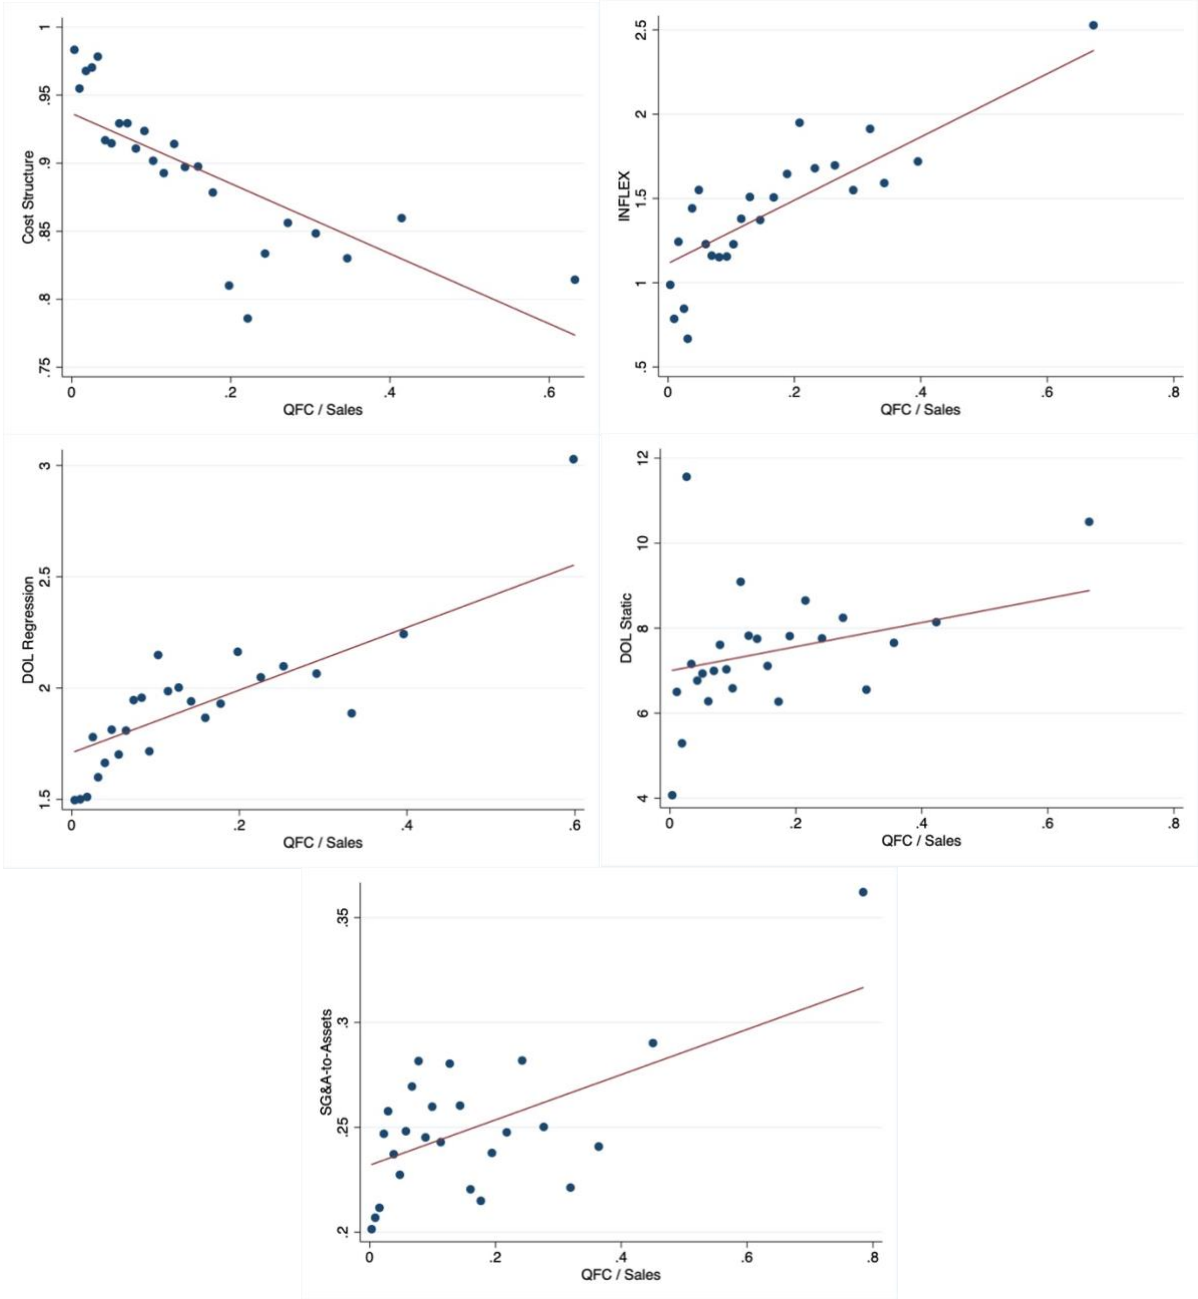 1
.95
.9
.85
.8
.75
Cost Structure
0 .2 .4 .6
QFC / Sales
2.5
2
1.5
1
.5
INFLEX
0 .2 .4 .6 .8
QFC / Sales
3
2.5
2
1.5
DOL Regression
0 .2 .4 .6
QFC / Sales
12
10
8
6
4
DOL Static
0 .2 .4 .6 .8
QFC / Sales
.35
.3
.25
.2
SG&A-to-Assets
0 .2 .4 .6 .8
QFC / Sales